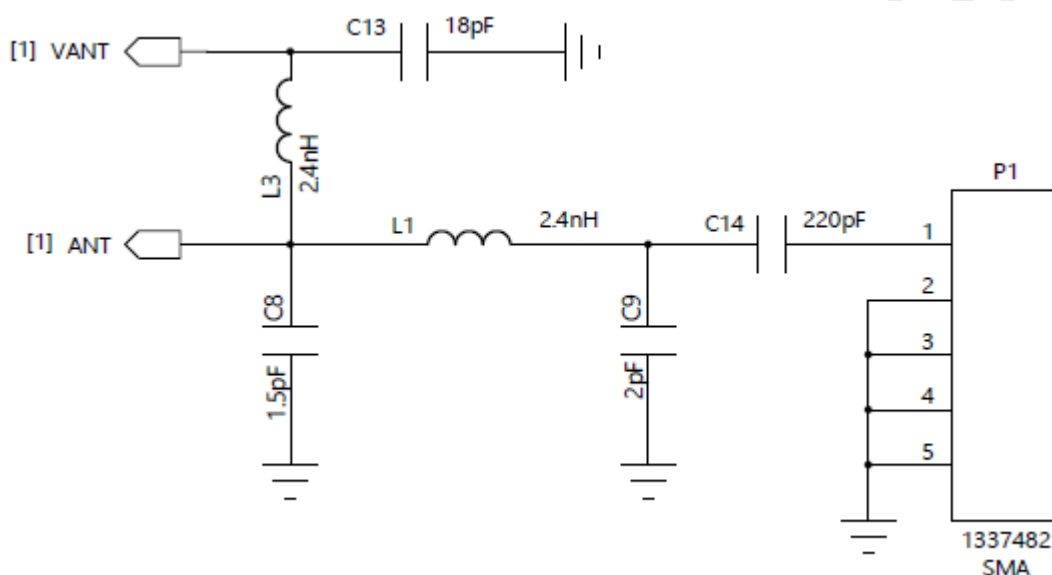 C13 18pF
[1] VANT
L3
2.4nH
P1
[1] ANT
L1 2.4nH
C14 220pF
1
2
3
4
5
C8
1.5pF
C9
2pF
1337482
SMA